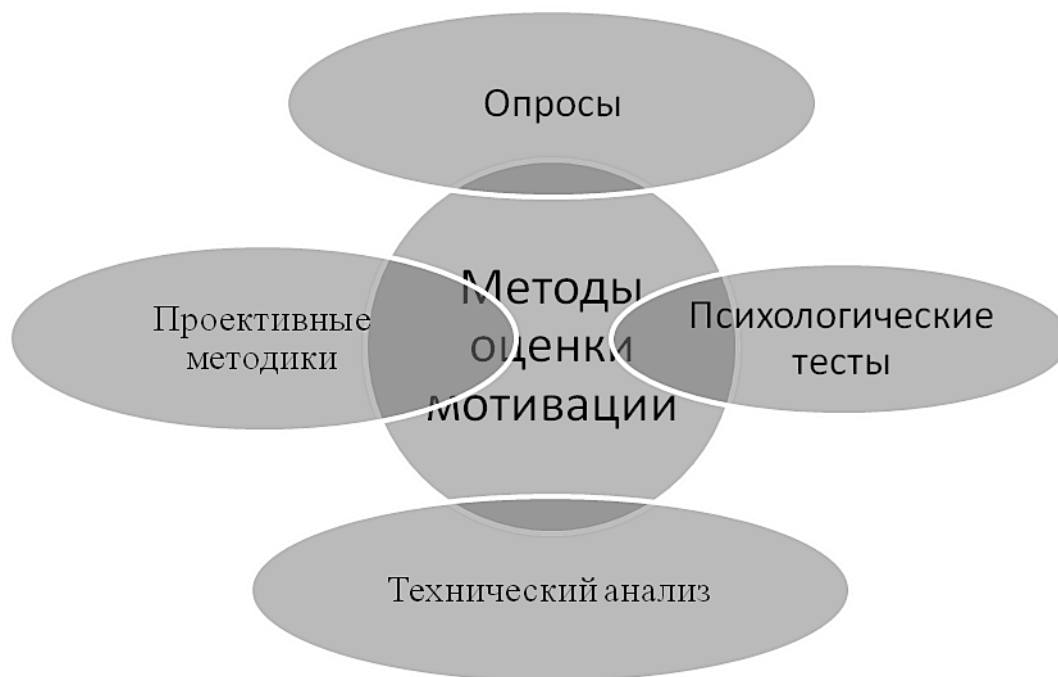 Опросы
Методы
оценки
мотивации
Проективные
методики
Психологические
тесты
Технический анализ